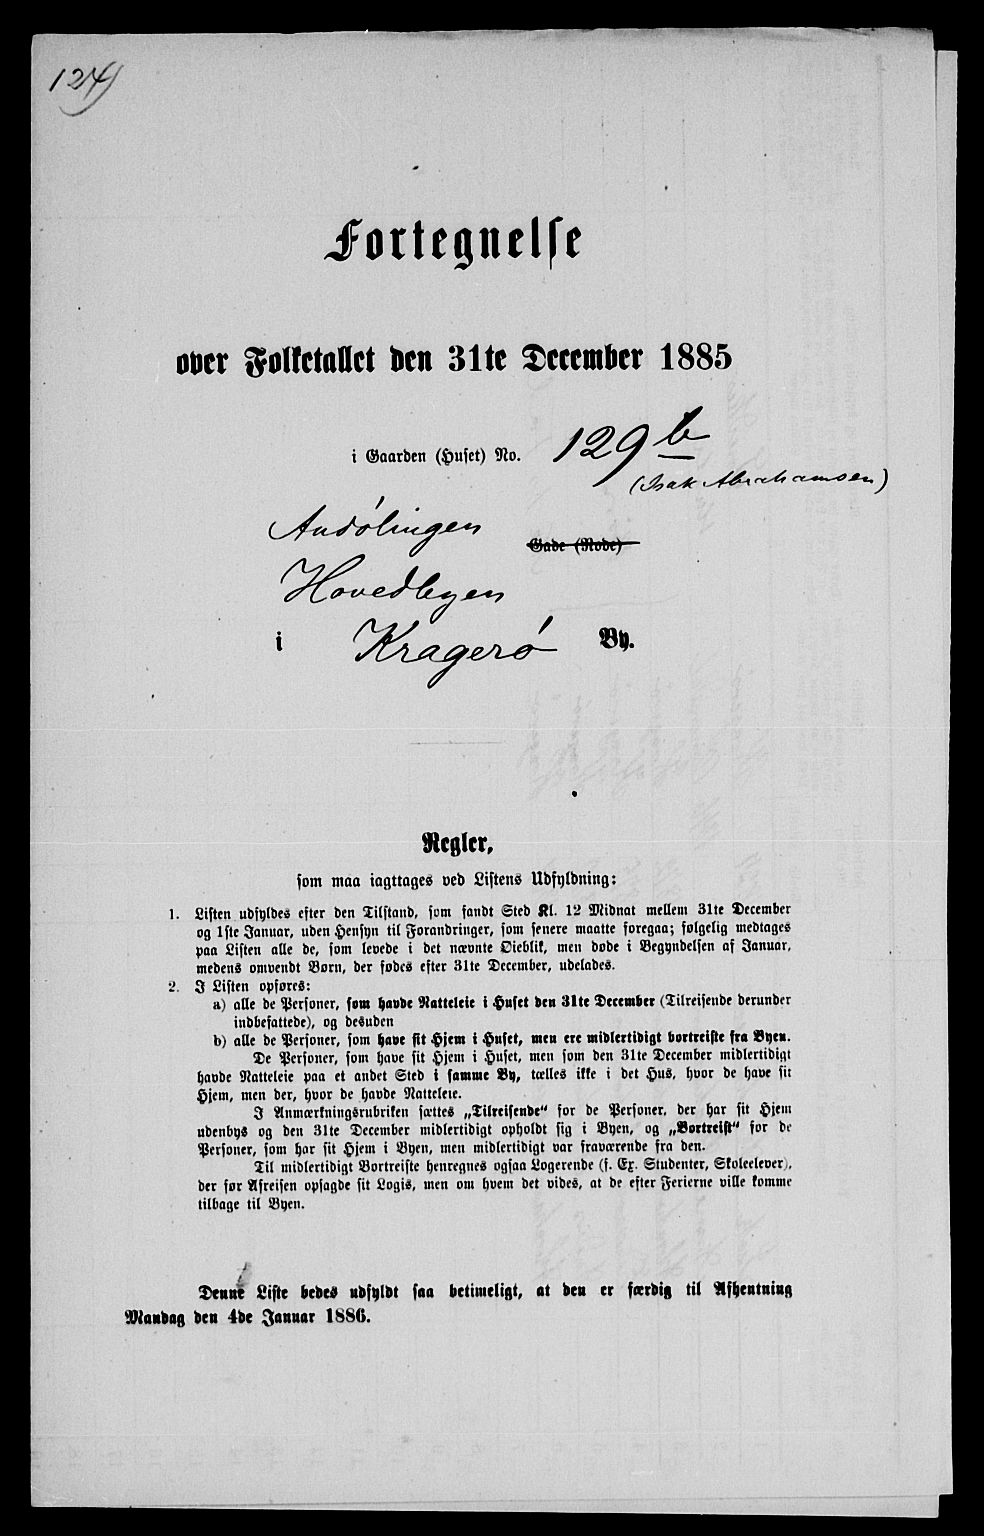 124)
Fortegnelse
over Folketallet den 31te December 1885
i Gaarden (Huset) No. 129 b
(Isak Abrahamsen)
Andølingen
Gade (Rode)
Hovedbyen
i Kragerø By.
Regler,
som maa iagttages ved Listens Udfyldning:
1. Listen udfyldes efter den Tilstand, som fandt Sted Kl. 12 Midnat mellem 31te December
og 1ste Januar, uden Hensyn til Forandringer, som senere maatte foregaa; følgelig medtages
paa Listen alle de, som levede i det nævnte Øieblik, men døde i Begyndelsen af Januar,
medens omvendt Børn, der fødes efter 31te December, udelades.
2. I Listen opføres:
a) alle de Personer, som havde Natteleie i Huset den 31te December (Tilreisende derunder
indbefattede), og desuden
b) alle de Personer, som have sit Hjem i Huset, men ere midlertidigt bortreiste fra Byen.
De Personer, som have sit Hjem i Huset, men som den 31te December midlertidigt
havde Natteleie paa et andet Sted i samme By, tælles ikke i det Hus, hvor de have sit
Hjem, men der, hvor de havde Natteleie.
I Anmærkningsrubriken sættes „Tilreisende“ for de Personer, der har sit Hjem
udenbys og den 31te December midlertidigt opholdt sig i Byen, og „Bortreist“ for de
Personer, som har sit Hjem i Byen, men midlertidigt var fraværende fra den.
Til midlertidigt Bortreiste henregnes ogsaa Logerende (f. Ex. Studenter, Skoleelever),
der før Afreisen opsagde sit Logis, men om hvem det vides, at de efter Ferierne ville komme
tilbage til Byen.
Denne Liste bedes udfyldt saa betimeligt, at den er færdig til Afhentning
Mandag den 4de Januar 1886.